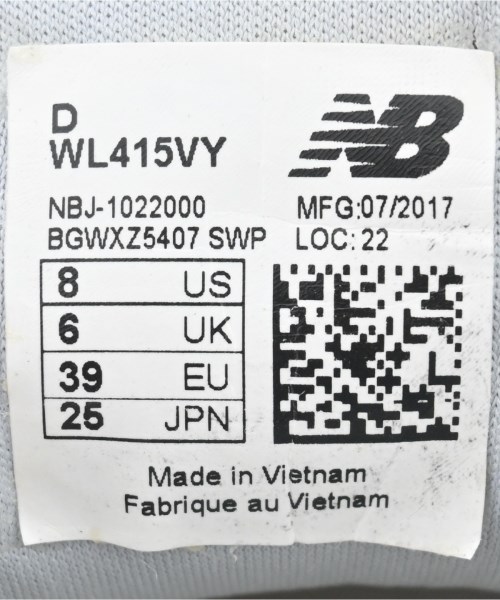 D
WL415VY
NB
NBJ-1022000
MFG:07/2017
BGWXZ5407 SWP
LOC: 22
8 US
6 UK
39 EU
25 JPN
Made in Vietnam
Fabrique au Vietnam